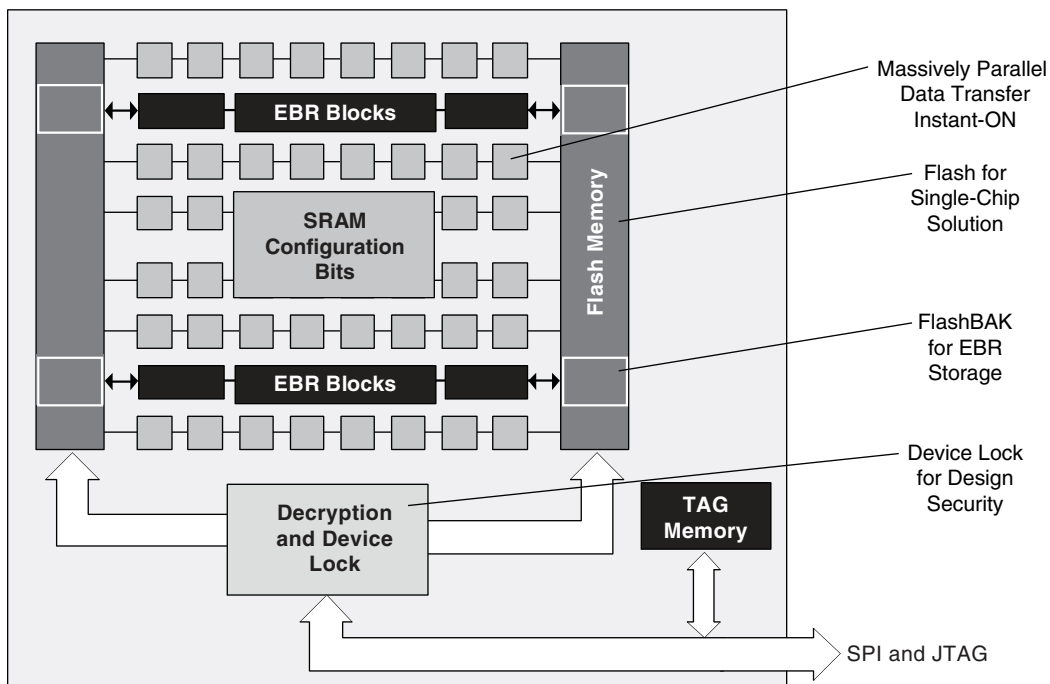 EBR Blocks
SRAM
Configuration
Bits
EBR Blocks
Flash Memory
Massively Parallel
Data Transfer
Instant-ON
Flash for
Single-Chip
Solution
FlashBAK
for EBR
Storage
Device Lock
for Design
Security
Decryption
and Device
Lock
TAG
Memory
SPI and JTAG